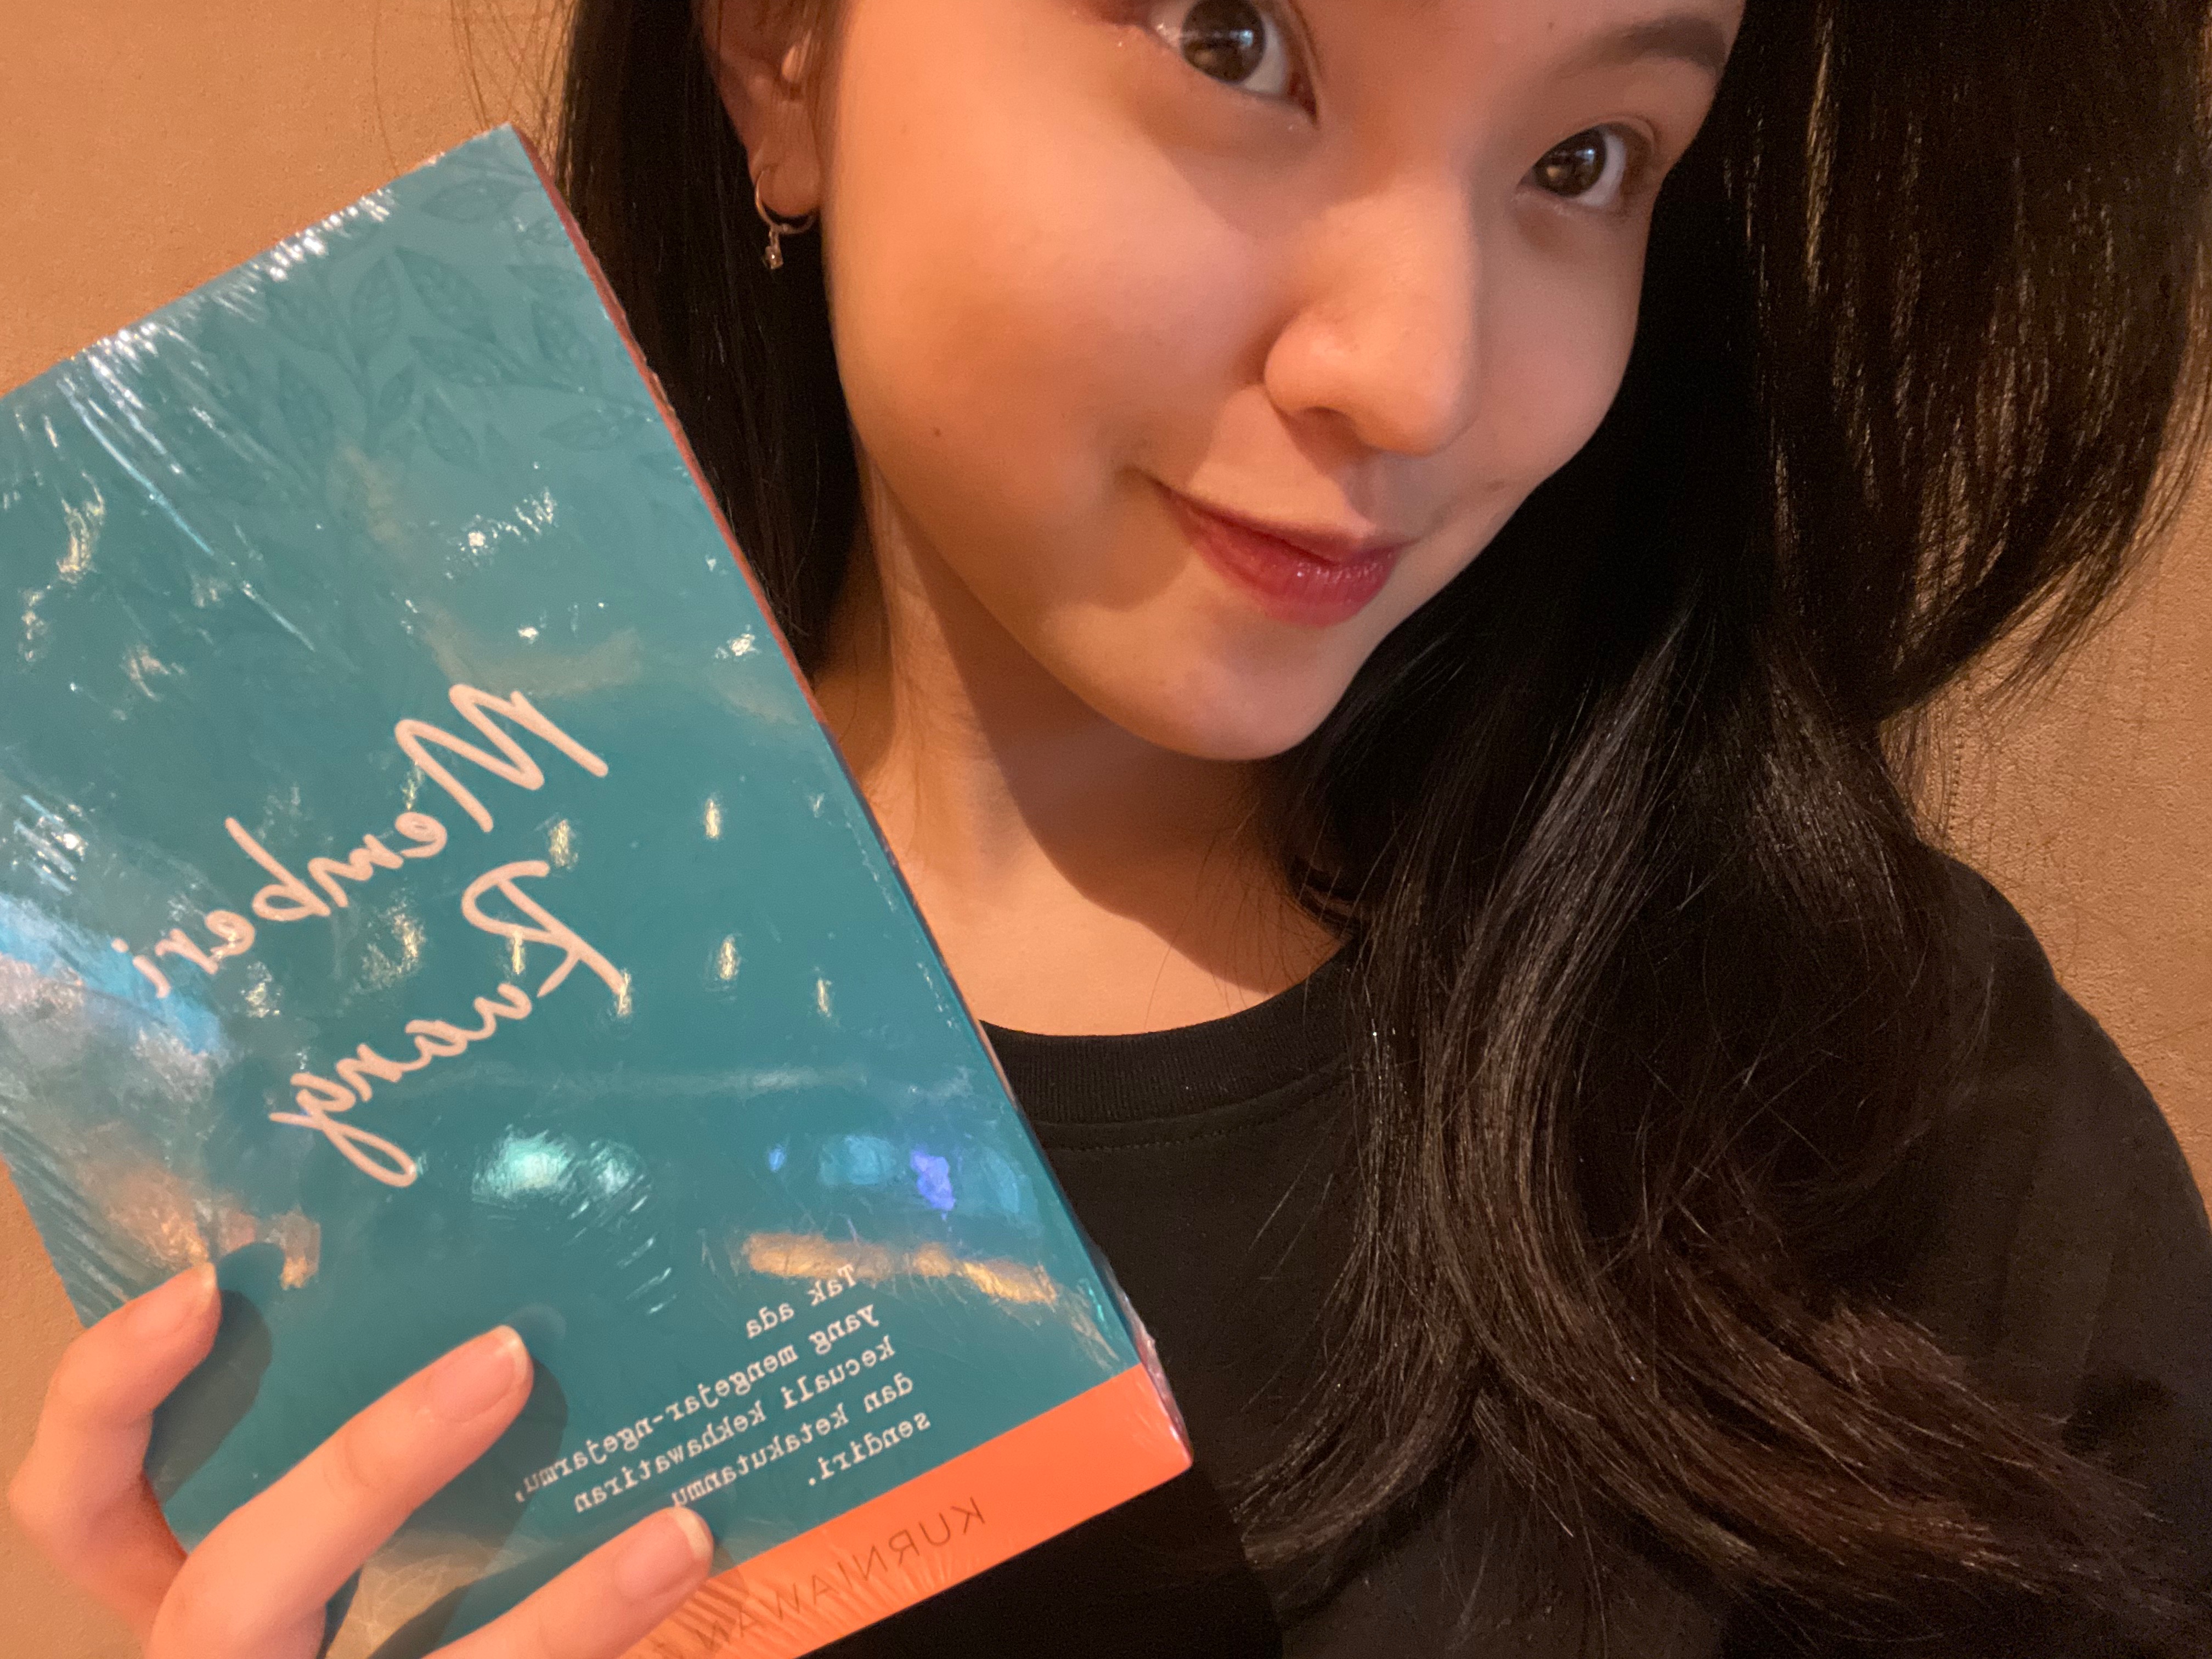 Memberi
Ruang
Tak ada
yang mengejar-ngejarmu,
kecuali kekhawatiran
dan ketakutanmu
sendiri.
KURNIAWAN